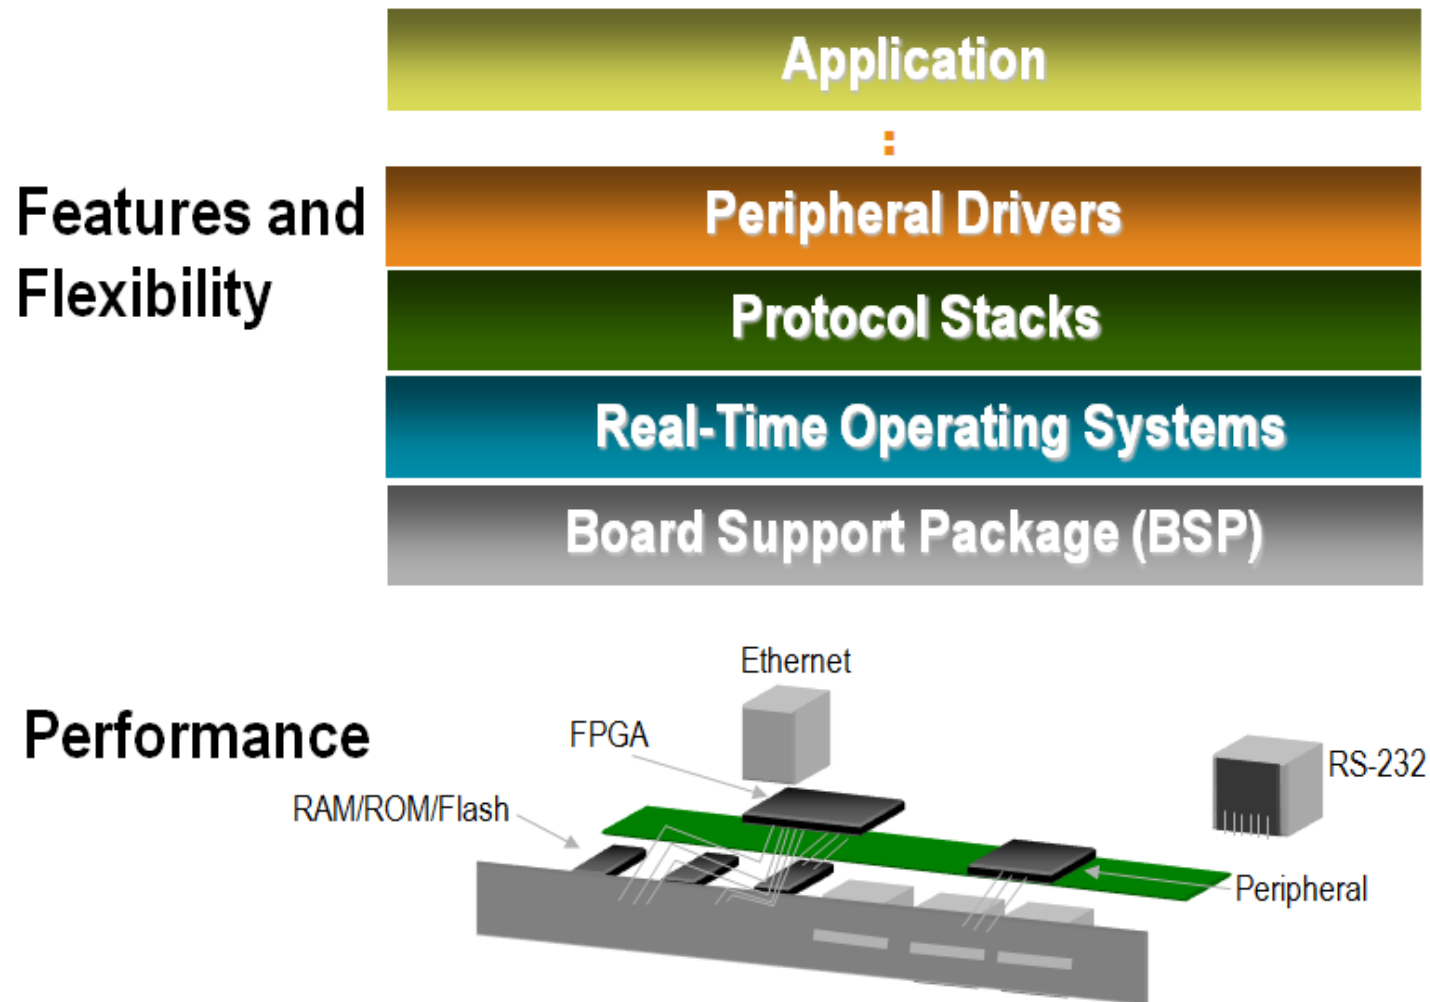 Application
:
Features and
Flexibility
Peripheral Drivers
Protocol Stacks
Real-Time Operating Systems
Board Support Package (BSP)
Performance
Ethernet
FPGA
RS-232
RAM/ROM/Flash
Peripheral